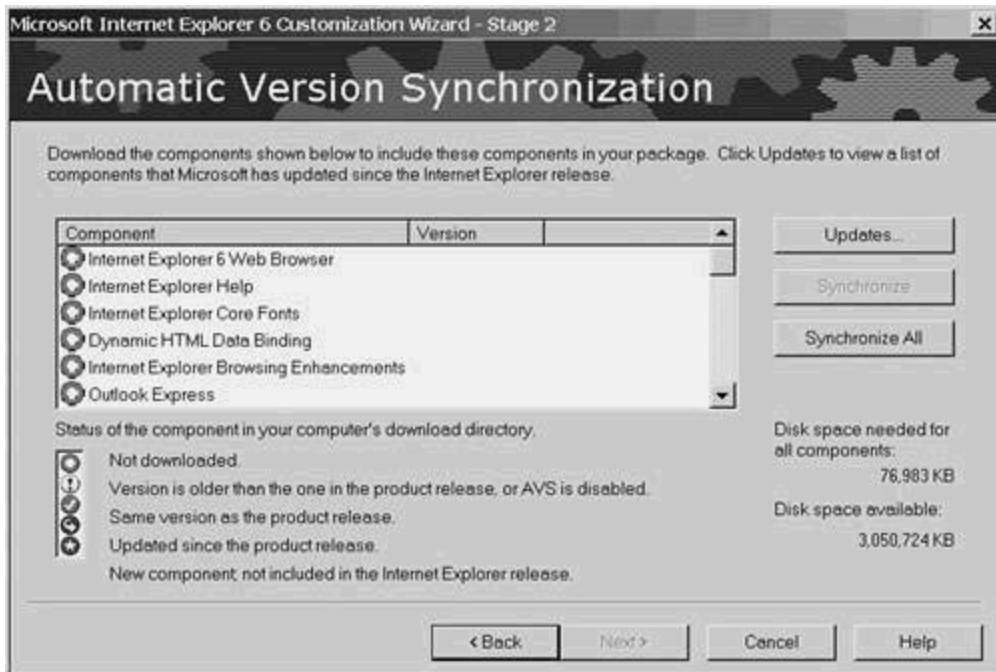 Microsoft Internet Explorer 6 Customization Wizard - Stage 2
Automatic Version Synchronization
Download the components shown below to include these components in your package. Click Updates to view a list of
components that Microsoft has updated since the Internet Explorer release.
Component Version
Internet Explorer 6 Web Browser
Internet Explorer Help
Internet Explorer Core Fonts
Dynamic HTML Data Binding
Internet Explorer Browsing Enhancements
Outlook Express
Updates...
Synchronize
Synchronize All
Status of the component in your computer's download directory.
Not downloaded.
Version is older than the one in the product release, or AVS is disabled.
Same version as the product release.
Updated since the product release.
New component, not included in the Internet Explorer release.
Disk space needed for
all components:
76,983 KB
Disk space available:
3,050,724 KB
< Back
Next >
Cancel
Help